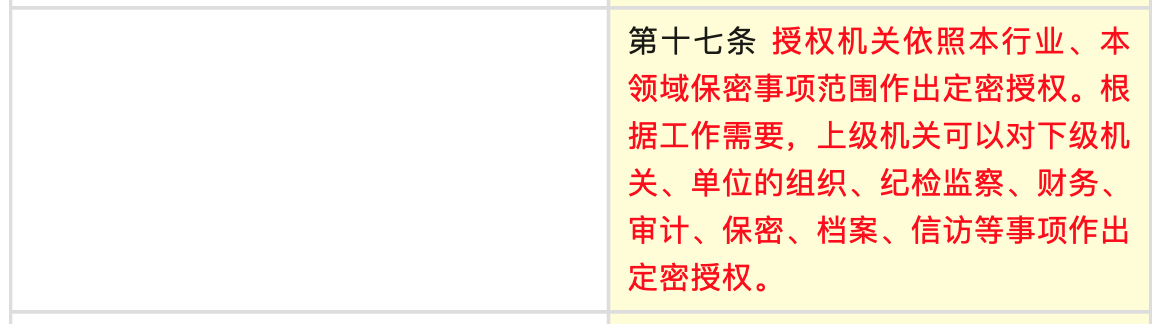 第十七条 授权机关依照本行业、本
领域保密事项范围作出定密授权。根
据工作需要，上级机关可以对下级机
关、单位的组织、纪检监察、财务、
审计、保密、档案、信访等事项作出
定密授权。